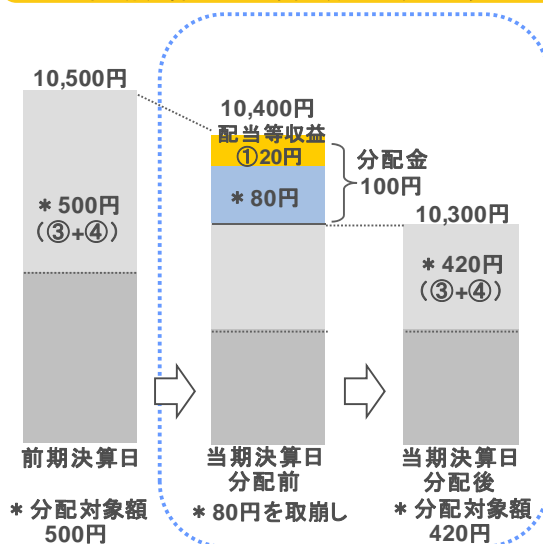 10,500円
＊500円
（③+④）
前期決算日
＊分配対象額
500円
10,400円
配当等収益
①20円
＊80円
分配金
100円
当期決算日
分配前
＊80円を取崩し
10,300円
＊420円
（③+④）
当期決算日
分配後
＊分配対象額
420円